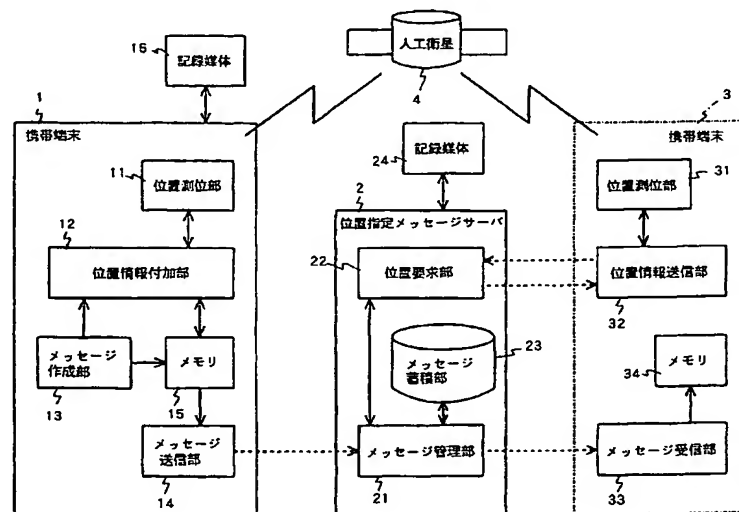 人工衛星
4
16
記録媒体
1
携帯端末
11
位置測位部
12
位置情報付加部
メッセージ
作成部
13
メモリ
15
メッセージ
送信部
14
24
記録媒体
2
位置指定メッセージサーバ
22
位置要求部
メッセージ
蓄積部
23
メッセージ管理部
21
3
携帯端末
位置測位部
31
位置情報送信部
32
メモリ
34
メッセージ受信部
33